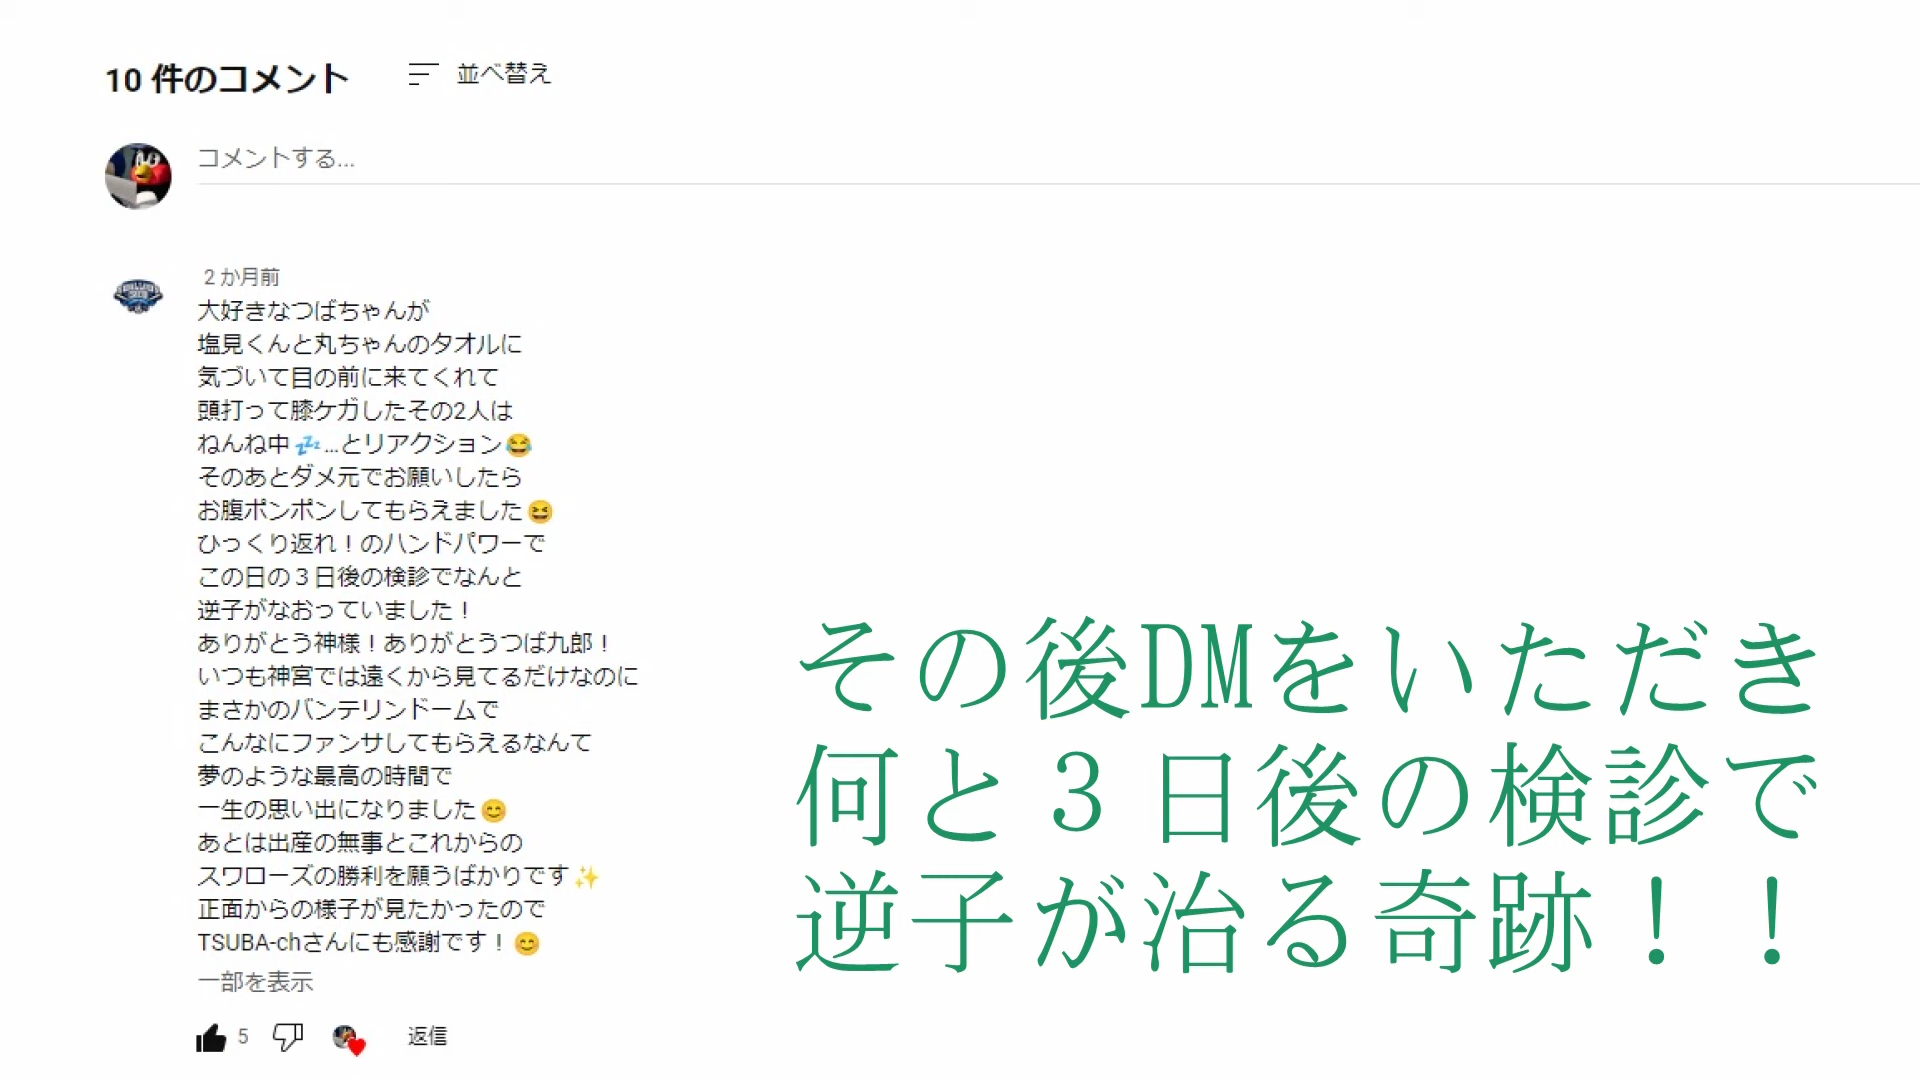 10 件のコメント
並べ替え
コメントする...
2 か月前
大好きなつばちゃんが
塩見くんと丸ちゃんのタオルに
気づいて目の前に来てくれて
頭打って膝ケガしたその2人は
ねんね中💤...とリアクション😂
そのあとダメ元でお願いしたら
お腹ポンポンしてもらえました😆
ひっくり返れ！のハンドパワーで
この日の３日後の検診でなんと
逆子がなおっていました！
ありがとう神様！ありがとうつば九郎！
いつも神宮では遠くから見てるだけなのに
まさかのバンテリンドームで
こんなにファンサしてもらえるなんて
夢のような最高の時間で
一生の思い出になりました😊
あとは出産の無事とこれからの
スワローズの勝利を願うばかりです✨
正面からの様子が見たかったので
TSUBA-chさんにも感謝です！😊
一部を表示
5
返信
その後DMをいただき
何と３日後の検診で
逆子が治る奇跡！！